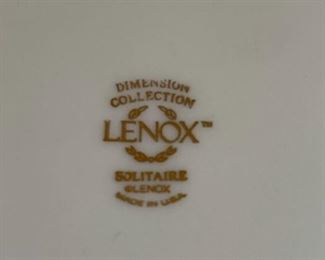 DIMENSION
COLLECTION
LENOX™
SOLITAIRE
©LENOX
MADE IN U.S.A.